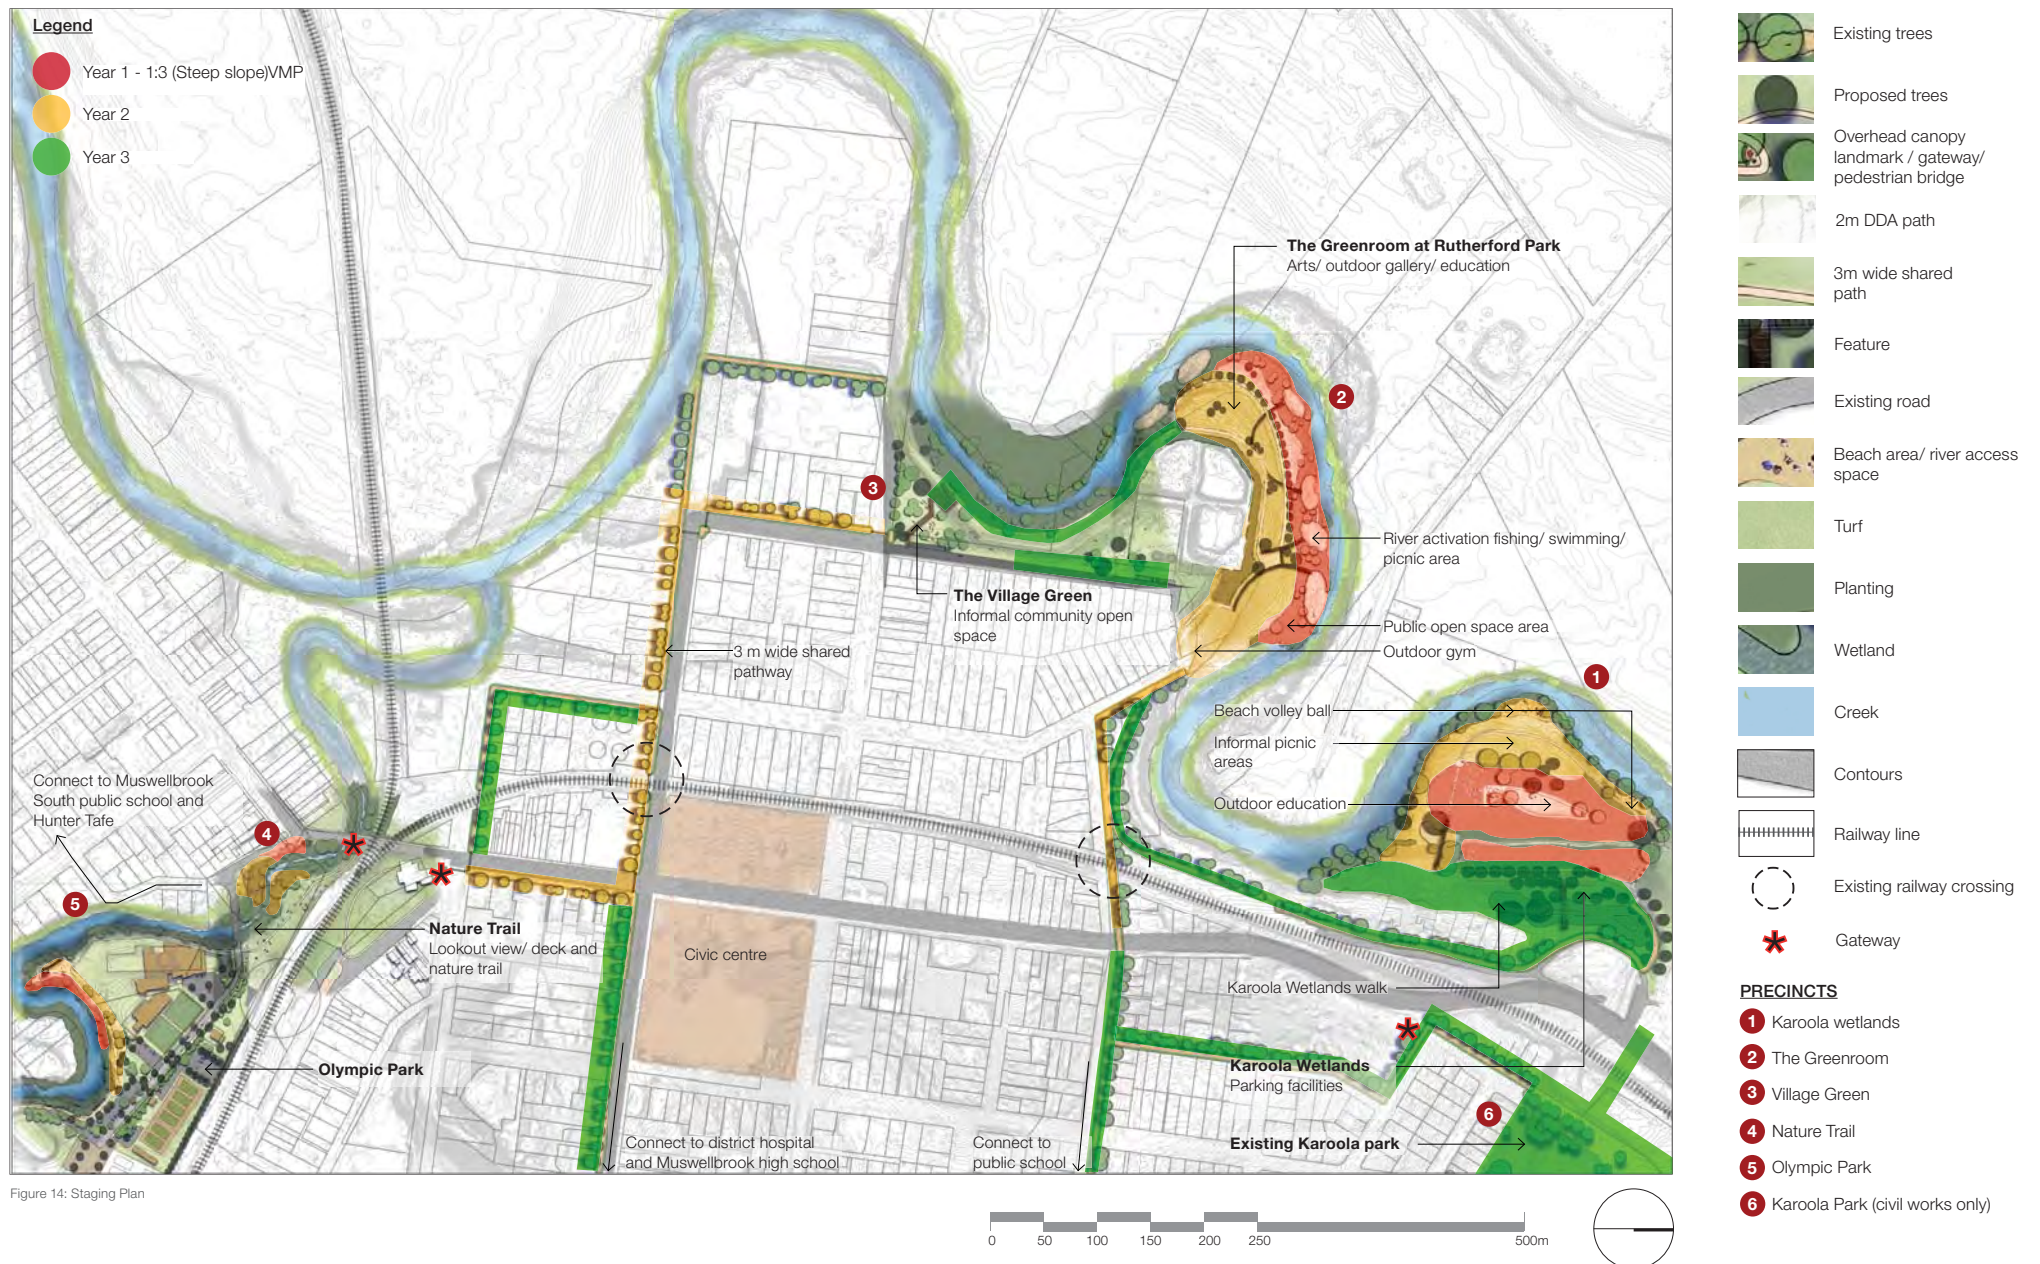 Legend
Year 1 - 1:3 (Steep slope)VMP
Year 2
Year 3
The Greenroom at Rutherford Park
Arts/ outdoor gallery/ education
2
3
River activation fishing/ swimming/
picnic area
The Village Green
Informal community open
space
Public open space area
Outdoor gym
3 m wide shared
pathway
1
Beach volley ball
Informal picnic
areas
Outdoor education
Connect to Muswellbrook
South public school and
Hunter Tafe
4
5
Nature Trail
Lookout view/ deck and
nature trail
Civic centre
Karoola Wetlands walk
Olympic Park
Karoola Wetlands
Parking facilities
6
Existing Karoola park
Connect to district hospital
and Muswellbrook high school
Connect to
public school
Figure 14: Staging Plan
0 50 100 150 200 250 500m
Existing trees
Proposed trees
Overhead canopy
landmark / gateway/
pedestrian bridge
2m DDA path
3m wide shared
path
Feature
Existing road
Beach area/ river access
space
Turf
Planting
Wetland
Creek
Contours
Railway line
Existing railway crossing
Gateway
PRECINCTS
1 Karoola wetlands
2 The Greenroom
3 Village Green
4 Nature Trail
5 Olympic Park
6 Karoola Park (civil works only)